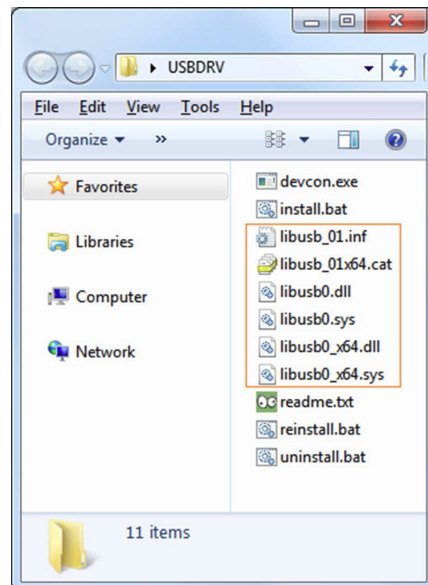 USBDRV
File Edit View Tools Help
Organize »
Favorites
Libraries
Computer
Network
devcon.exe
install.bat
libusb_01.inf
libusb_01x64.cat
libusb0.dll
libusb0.sys
libusb0_x64.dll
libusb0_x64.sys
readme.txt
reinstall.bat
uninstall.bat
11 items